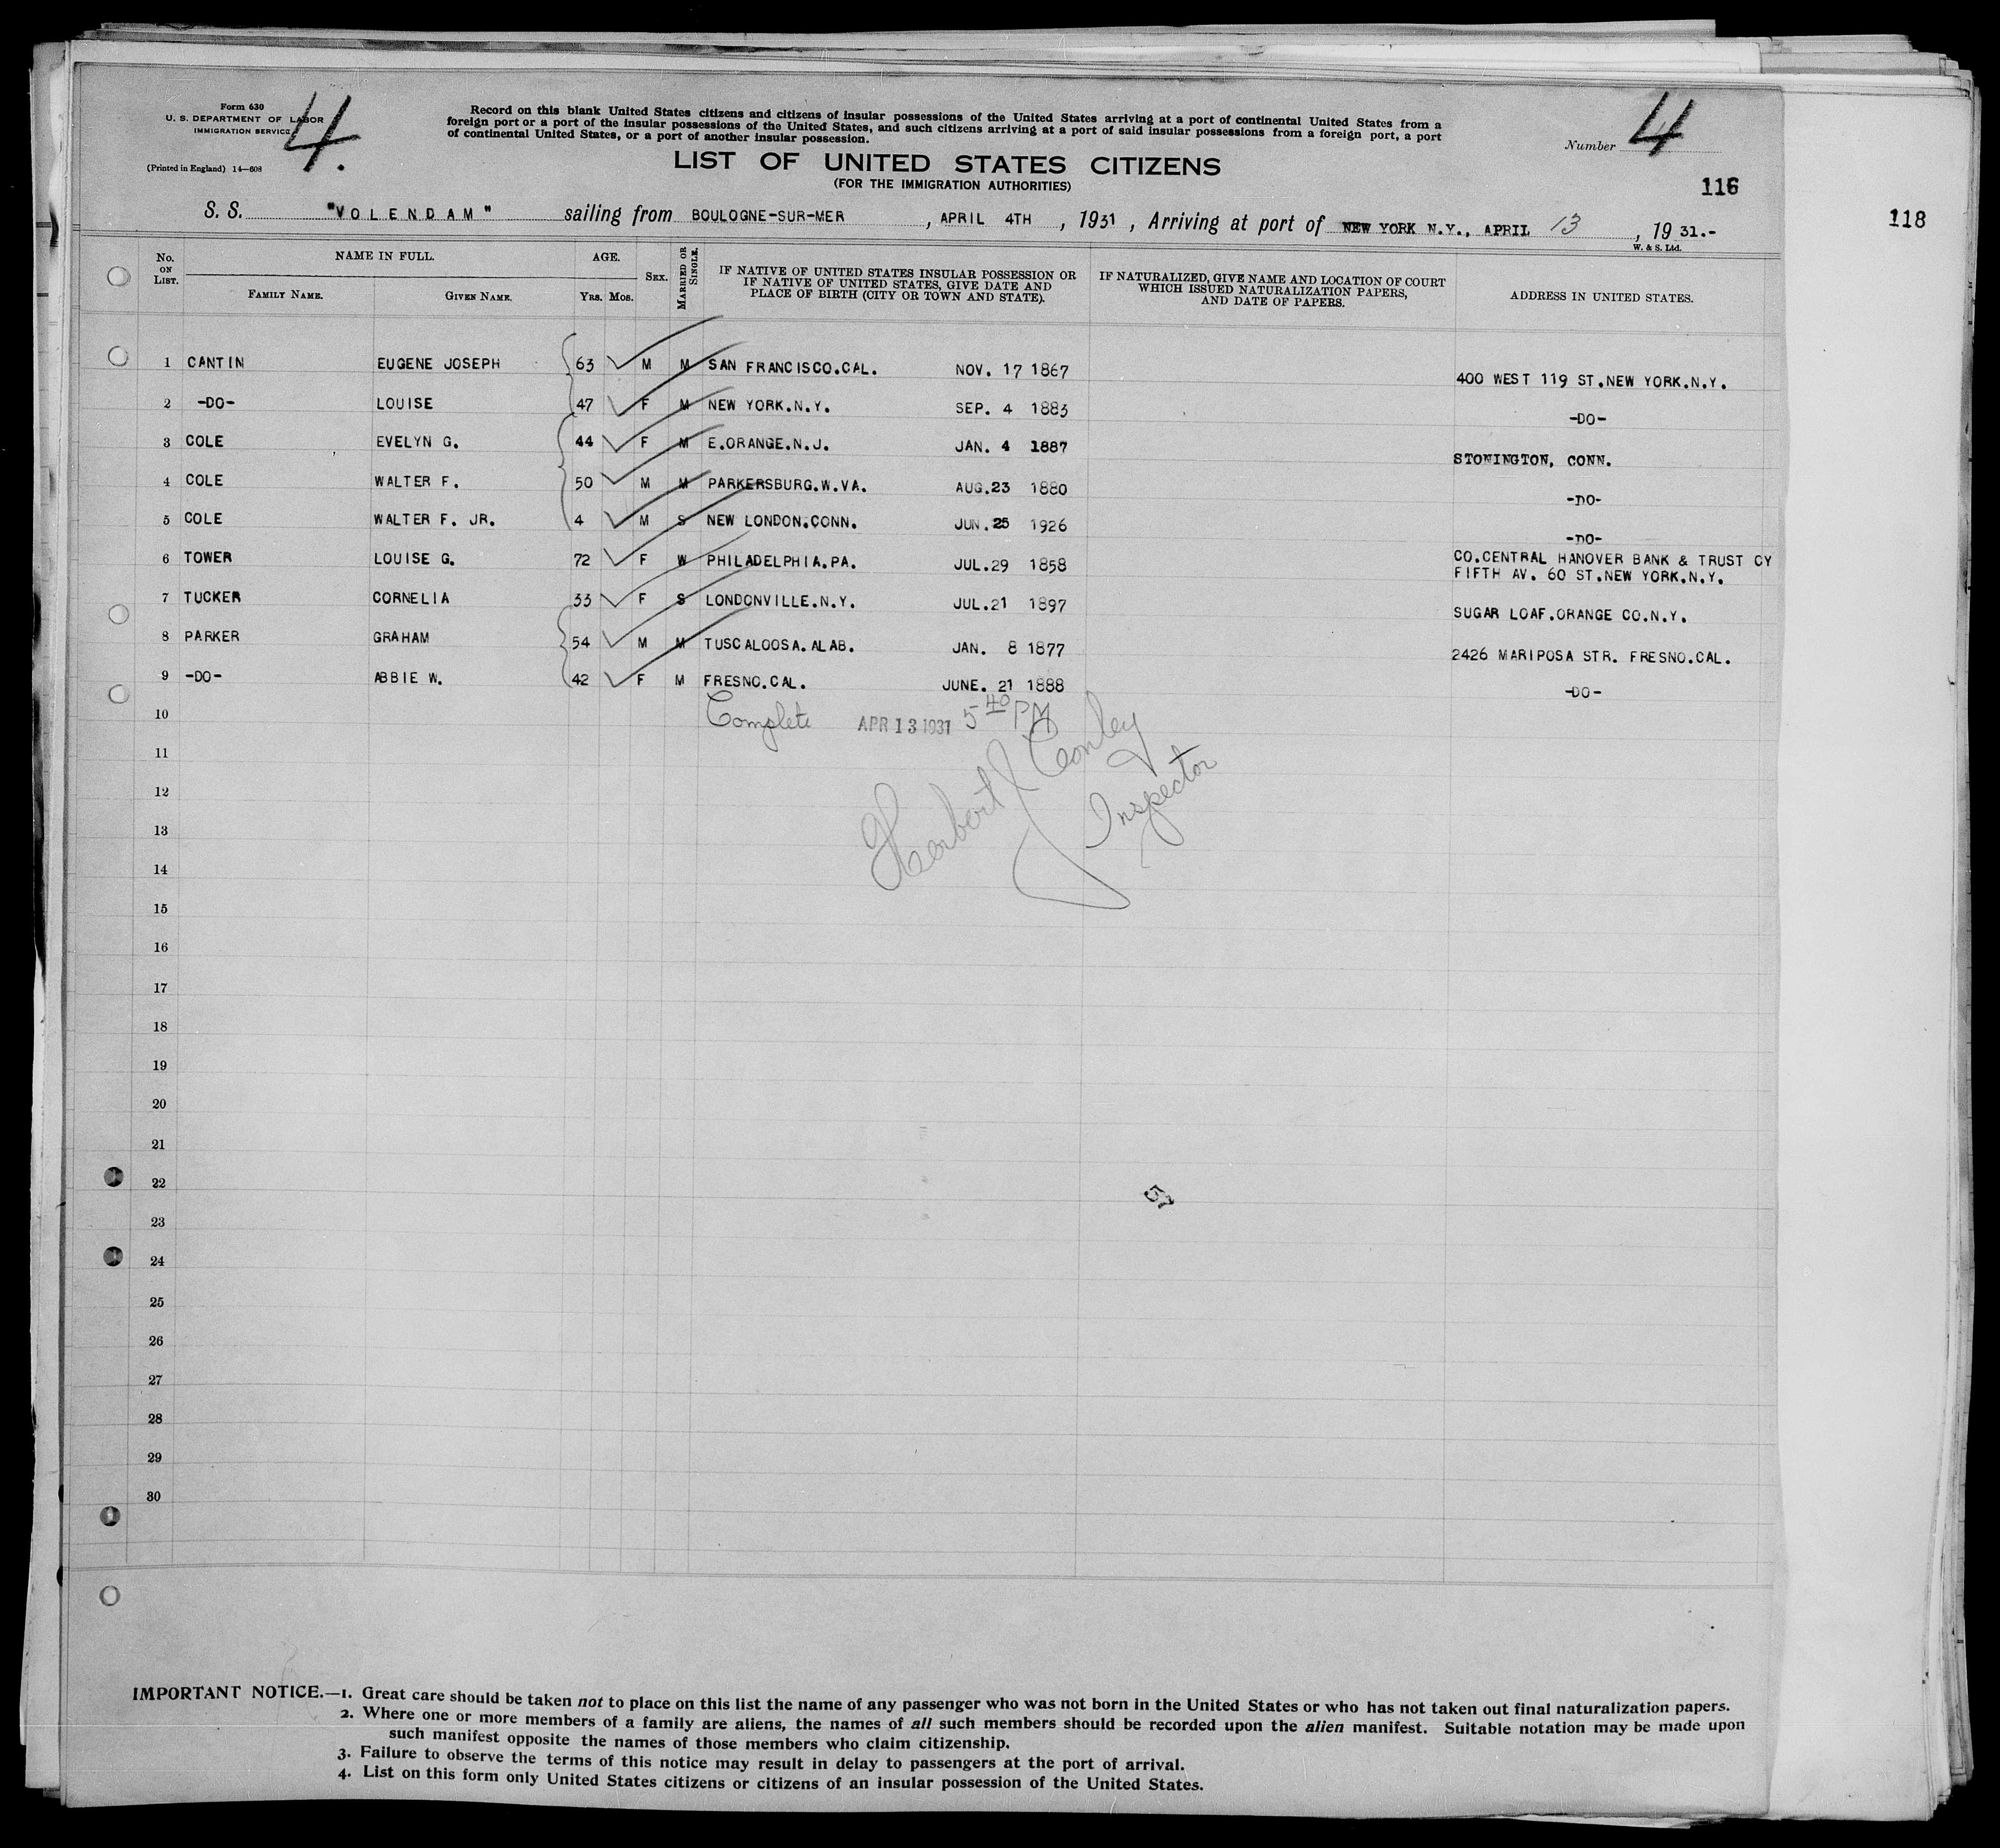 Form 630
U. S. DEPARTMENT OF LABOR
IMMIGRATION SERVICE
(Printed in England) 14—608
4.
Record on this blank United States citizens and citizens of insular possessions of the United States arriving at a port of continental United States from a
foreign port or a port of the insular possessions of the United States, and such citizens arriving at a port of said insular possessions from a foreign port, a port
of continental United States, or a port of another insular possession.
LIST OF UNITED STATES CITIZENS
(FOR THE IMMIGRATION AUTHORITIES)
Number 4
116
118
S. S. "VOLENDAM" sailing from BOULOGNE-SUR-MER, APRIL 4TH, 1931, Arriving at port of NEW YORK N.Y., APRIL 13, 1931.-
W. & S. Ltd.
No. ON LIST. NAME IN FULL. FAMILY NAME. GIVEN NAME. AGE. Yrs. Mos. SEX. MARRIED OR SINGLE. IF NATIVE OF UNITED STATES INSULAR POSSESSION OR IF NATIVE OF UNITED STATES, GIVE DATE AND PLACE OF BIRTH (CITY OR TOWN AND STATE). IF NATURALIZED, GIVE NAME AND LOCATION OF COURT WHICH ISSUED NATURALIZATION PAPERS, AND DATE OF PAPERS. ADDRESS IN UNITED STATES.
1 CANTIN EUGENE JOSEPH 63 M M SAN FRANCISCO.CAL. NOV. 17 1867 400 WEST 119 ST.NEW YORK.N.Y.
2 -DO- LOUISE 47 F M NEW YORK.N.Y. SEP. 4 1883 -DO-
3 COLE EVELYN G. 44 F M E.ORANGE.N.J. JAN. 4 1887 STONINGTON, CONN.
4 COLE WALTER F. 50 M M PARKERSBURG.W.VA. AUG.23 1880 -DO-
5 COLE WALTER F. JR. 4 M S NEW LONDON.CONN. JUN.25 1926 -DO-
6 TOWER LOUISE G. 72 F W PHILADELPHIA.PA. JUL.29 1858 CO.CENTRAL HANOVER BANK & TRUST CY
FIFTH AV. 60 ST.NEW YORK.N.Y.
7 TUCKER CORNELIA 33 F S LONDONVILLE.N.Y. JUL.21 1897 SUGAR LOAF.ORANGE CO.N.Y.
8 PARKER GRAHAM 54 M M TUSCALOOSA.ALAB. JAN. 8 1877 2426 MARIPOSA STR. FRESNO.CAL.
9 -DO- ABBIE W. 42 F M FRESNO.CAL. JUNE. 21 1888 -DO-
10 Complete APR 13 1931 5 40 PM
Herbert J Conley
Inspector
11
12
13
14
15
16
17
18
19
20
21
22
57
23
24
25
26
27
28
29
30
IMPORTANT NOTICE.—1. Great care should be taken not to place on this list the name of any passenger who was not born in the United States or who has not taken out final naturalization papers.
2. Where one or more members of a family are aliens, the names of all such members should be recorded upon the alien manifest. Suitable notation may be made upon
such manifest opposite the names of those members who claim citizenship.
3. Failure to observe the terms of this notice may result in delay to passengers at the port of arrival.
4. List on this form only United States citizens or citizens of an insular possession of the United States.